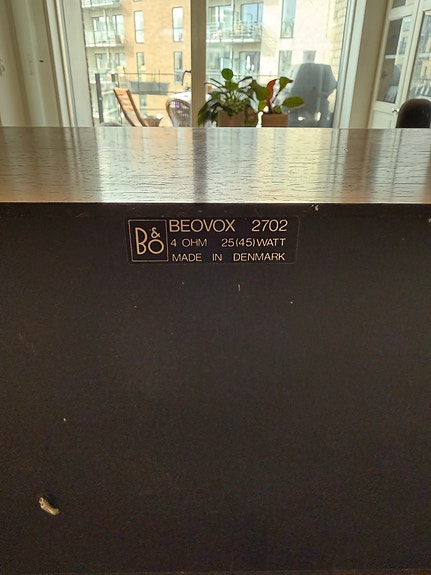 B&O
BEOVOX 2702
4 OHM 25(45)WATT
MADE IN DENMARK